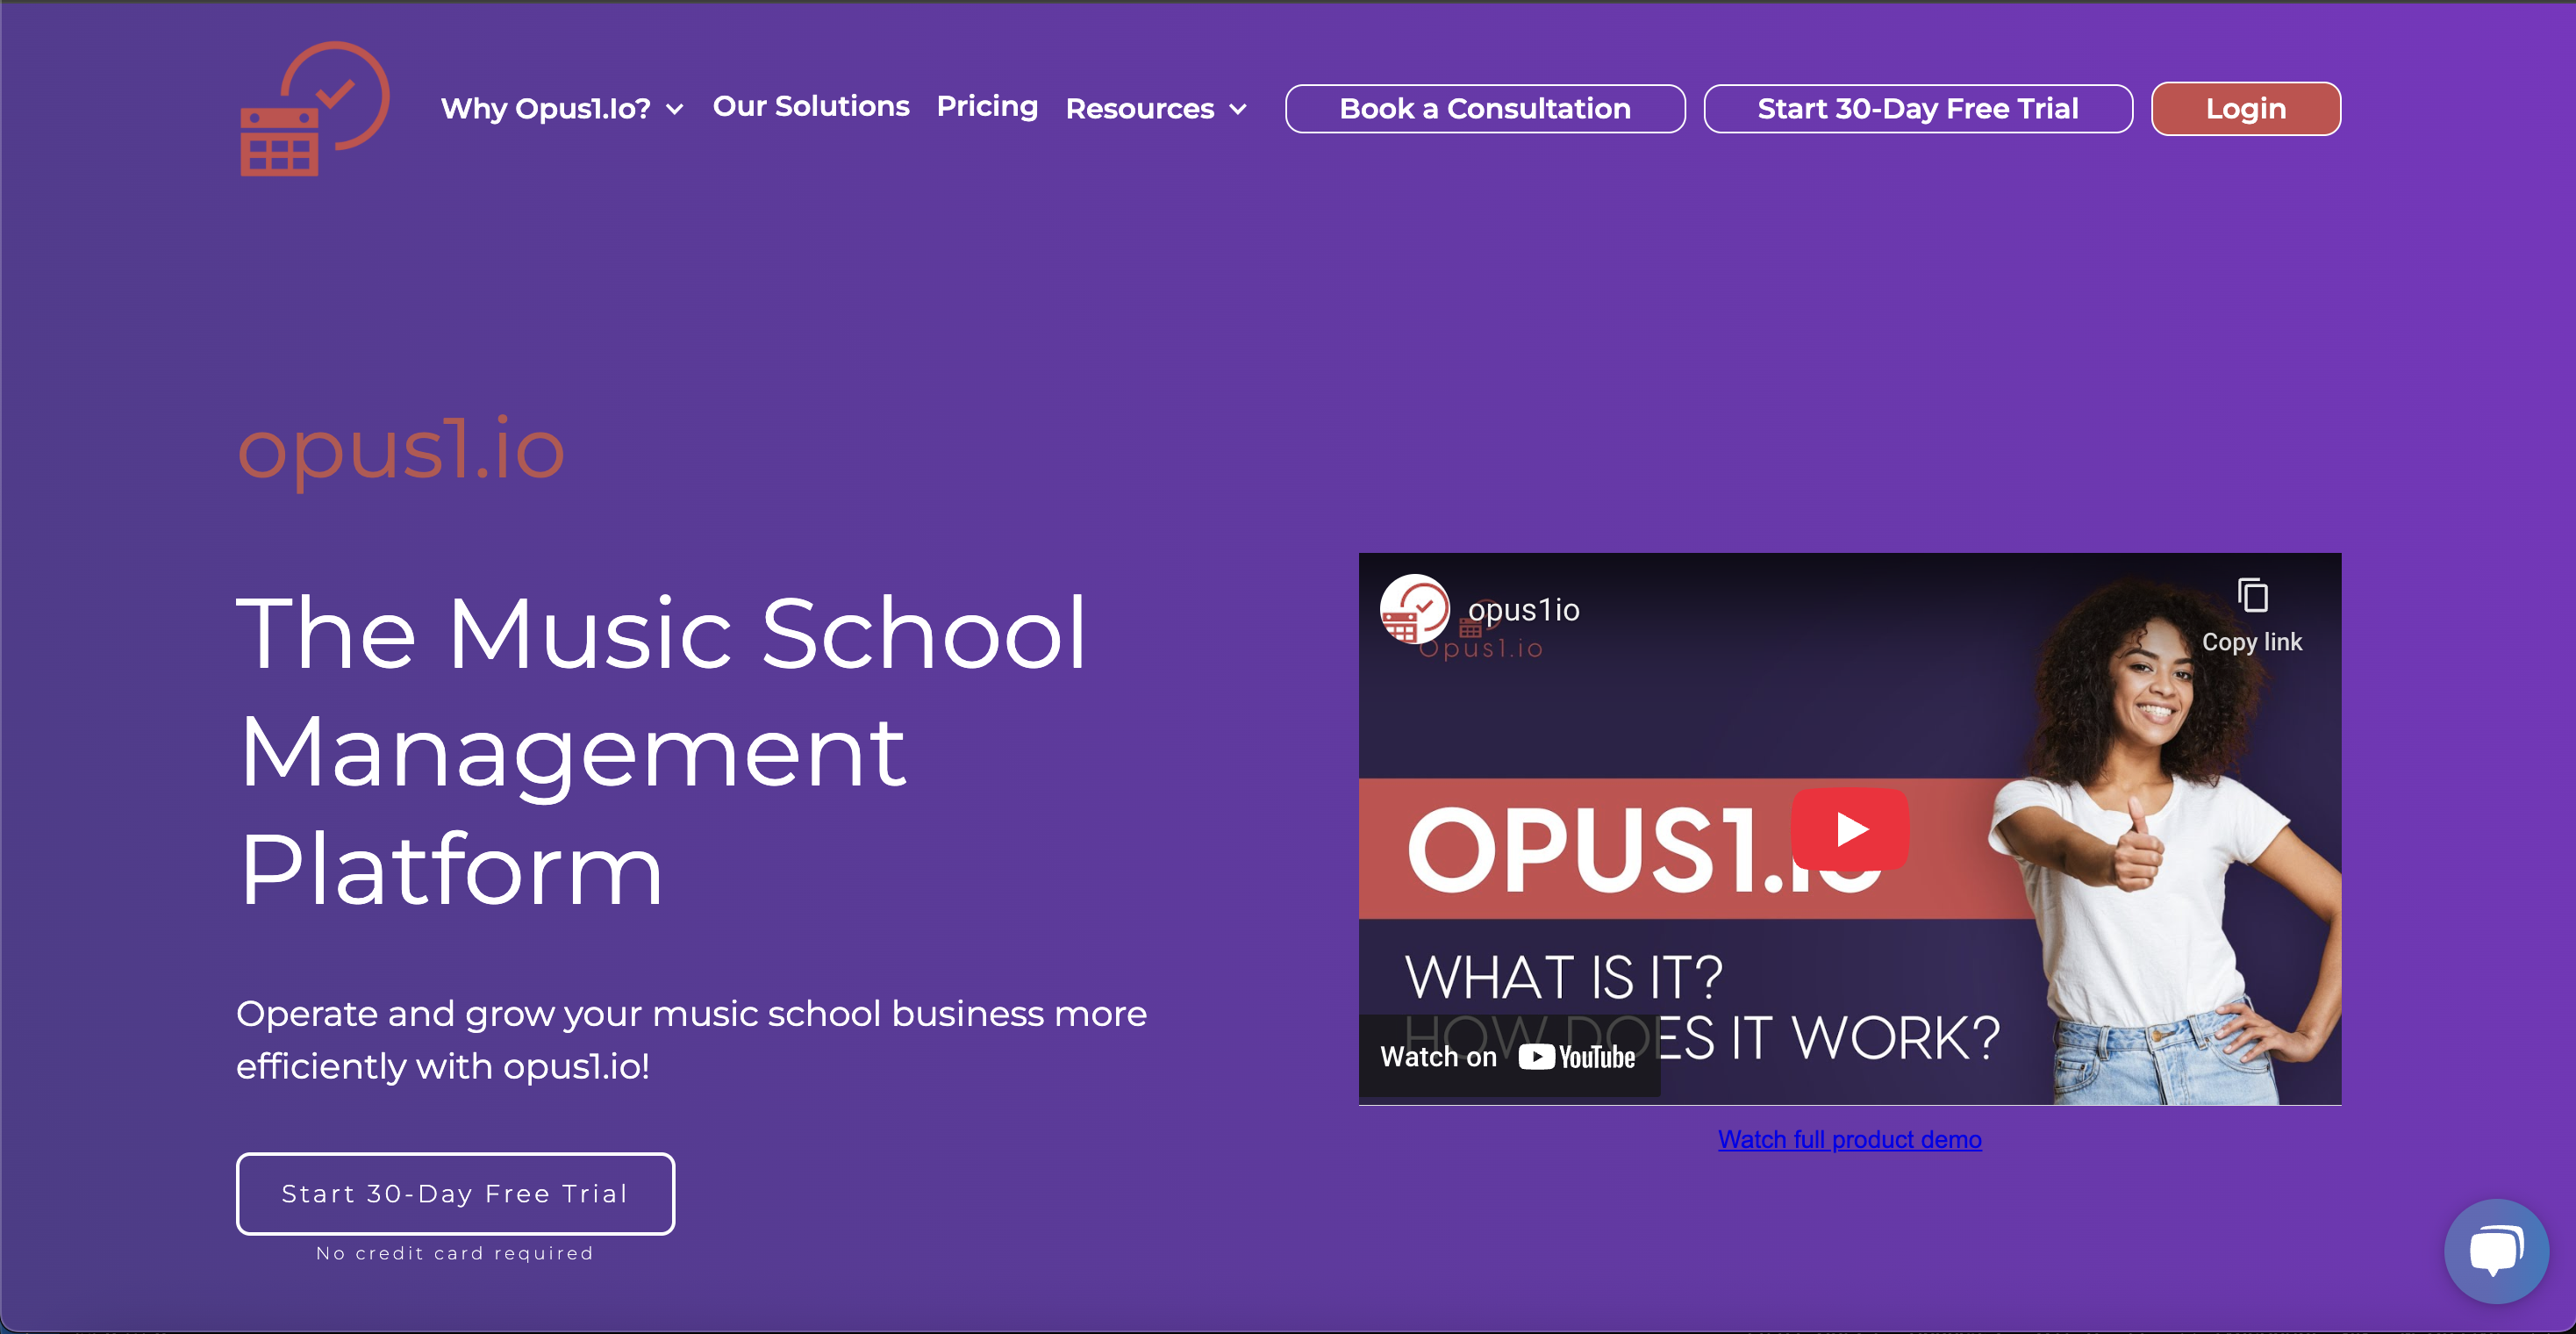 Why Opus1.Io?
Our Solutions
Pricing
Resources
Book a Consultation
Start 30-Day Free Trial
Login
opus1.io
The Music School
Management
Platform
Operate and grow your music school business more
efficiently with opus1.io!
Start 30-Day Free Trial
No credit card required
opus1io
Opus1.io
Copy link
OPUS1.IO
WHAT IS IT?
HOW DOES IT WORK?
Watch on YouTube
Watch full product demo